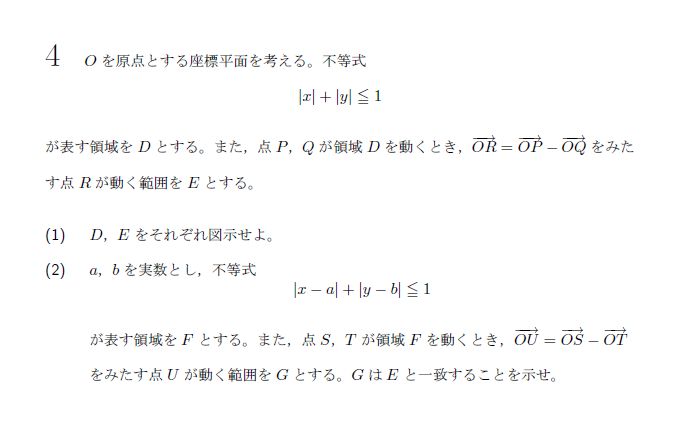 4 O を原点とする座標平面を考える。不等式
|x| + |y| ≦ 1
が表す領域を D とする。また，点 P，Q が領域 D を動くとき，$\overrightarrow{OR} = \overrightarrow{OP} - \overrightarrow{OQ}$ をみた
す点 R が動く範囲を E とする。
(1) D，E をそれぞれ図示せよ。
(2) a，b を実数とし，不等式
|x − a| + |y − b| ≦ 1
が表す領域を F とする。また，点 S，T が領域 F を動くとき，$\overrightarrow{OU} = \overrightarrow{OS} - \overrightarrow{OT}$
をみたす点 U が動く範囲を G とする。G は E と一致することを示せ。